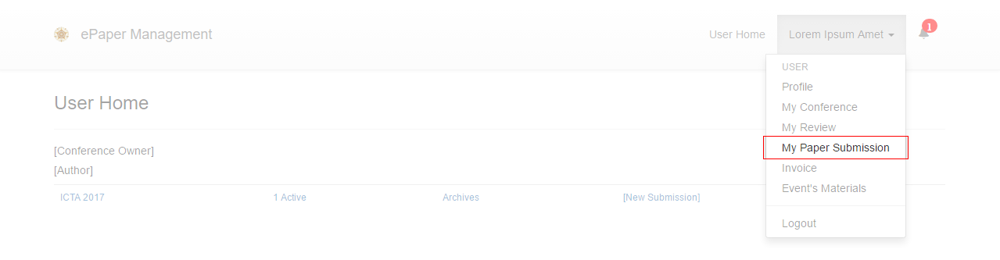 ePaper Management
User Home
Lorem Ipsum Amet
1
USER
Profile
My Conference
My Review
My Paper Submission
Invoice
Event's Materials
Logout
User Home
[Conference Owner]
[Author]
ICTA 2017 1 Active Archives [New Submission]